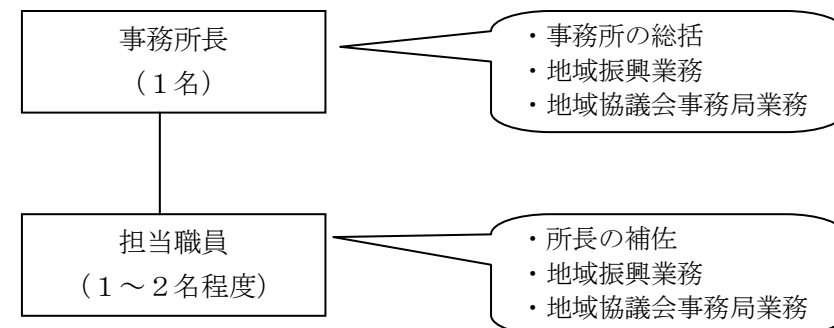 事務所長
(1名)
・事務所の総括
・地域振興業務
・地域協議会事務局業務
担当職員
(1~2名程度)
・所長の補佐
・地域振興業務
・地域協議会事務局業務